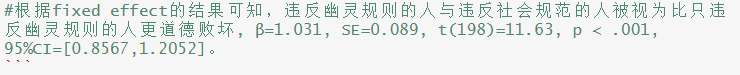 #根据fixed effect的结果可知，违反幽灵规则的人与违反社会规范的人被视为比只违
反幽灵规则的人更道德败坏，β=1.031, SE=0.089, t(198)=11.63, p < .001,
95%CI=[0.8567,1.2052]。
```